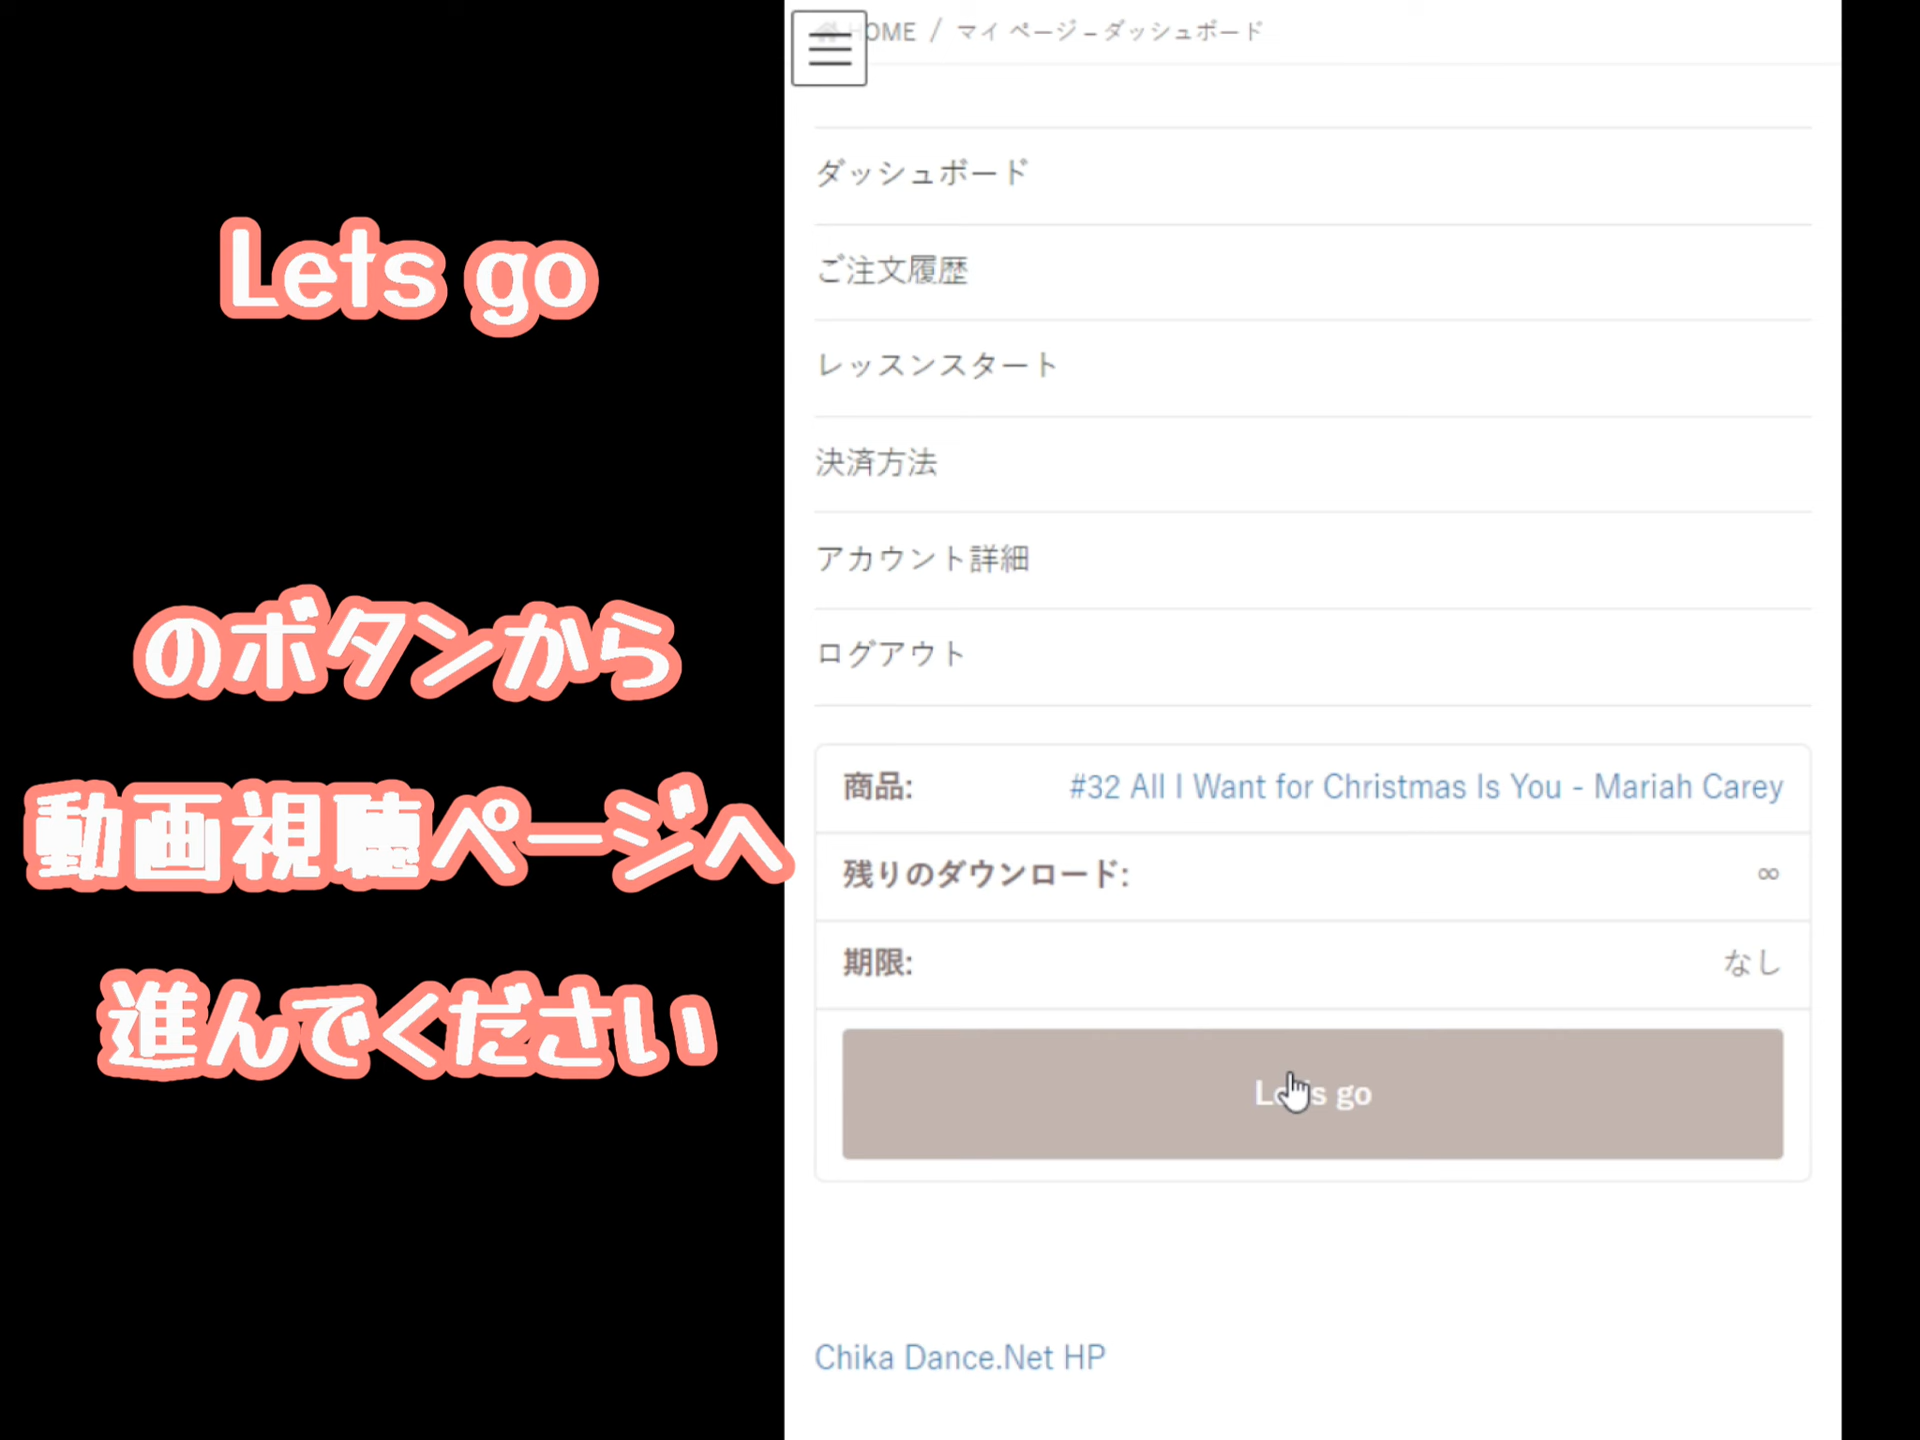 Lets go
のボタンから
動画視聴ページへ
進んでください
HOME / マイ ページ – ダッシュボード
ダッシュボード
ご注文履歴
レッスンスタート
決済方法
アカウント詳細
ログアウト
商品: #32 All I Want for Christmas Is You - Mariah Carey
残りのダウンロード: ∞
期限: なし
Lets go
Chika Dance.Net HP